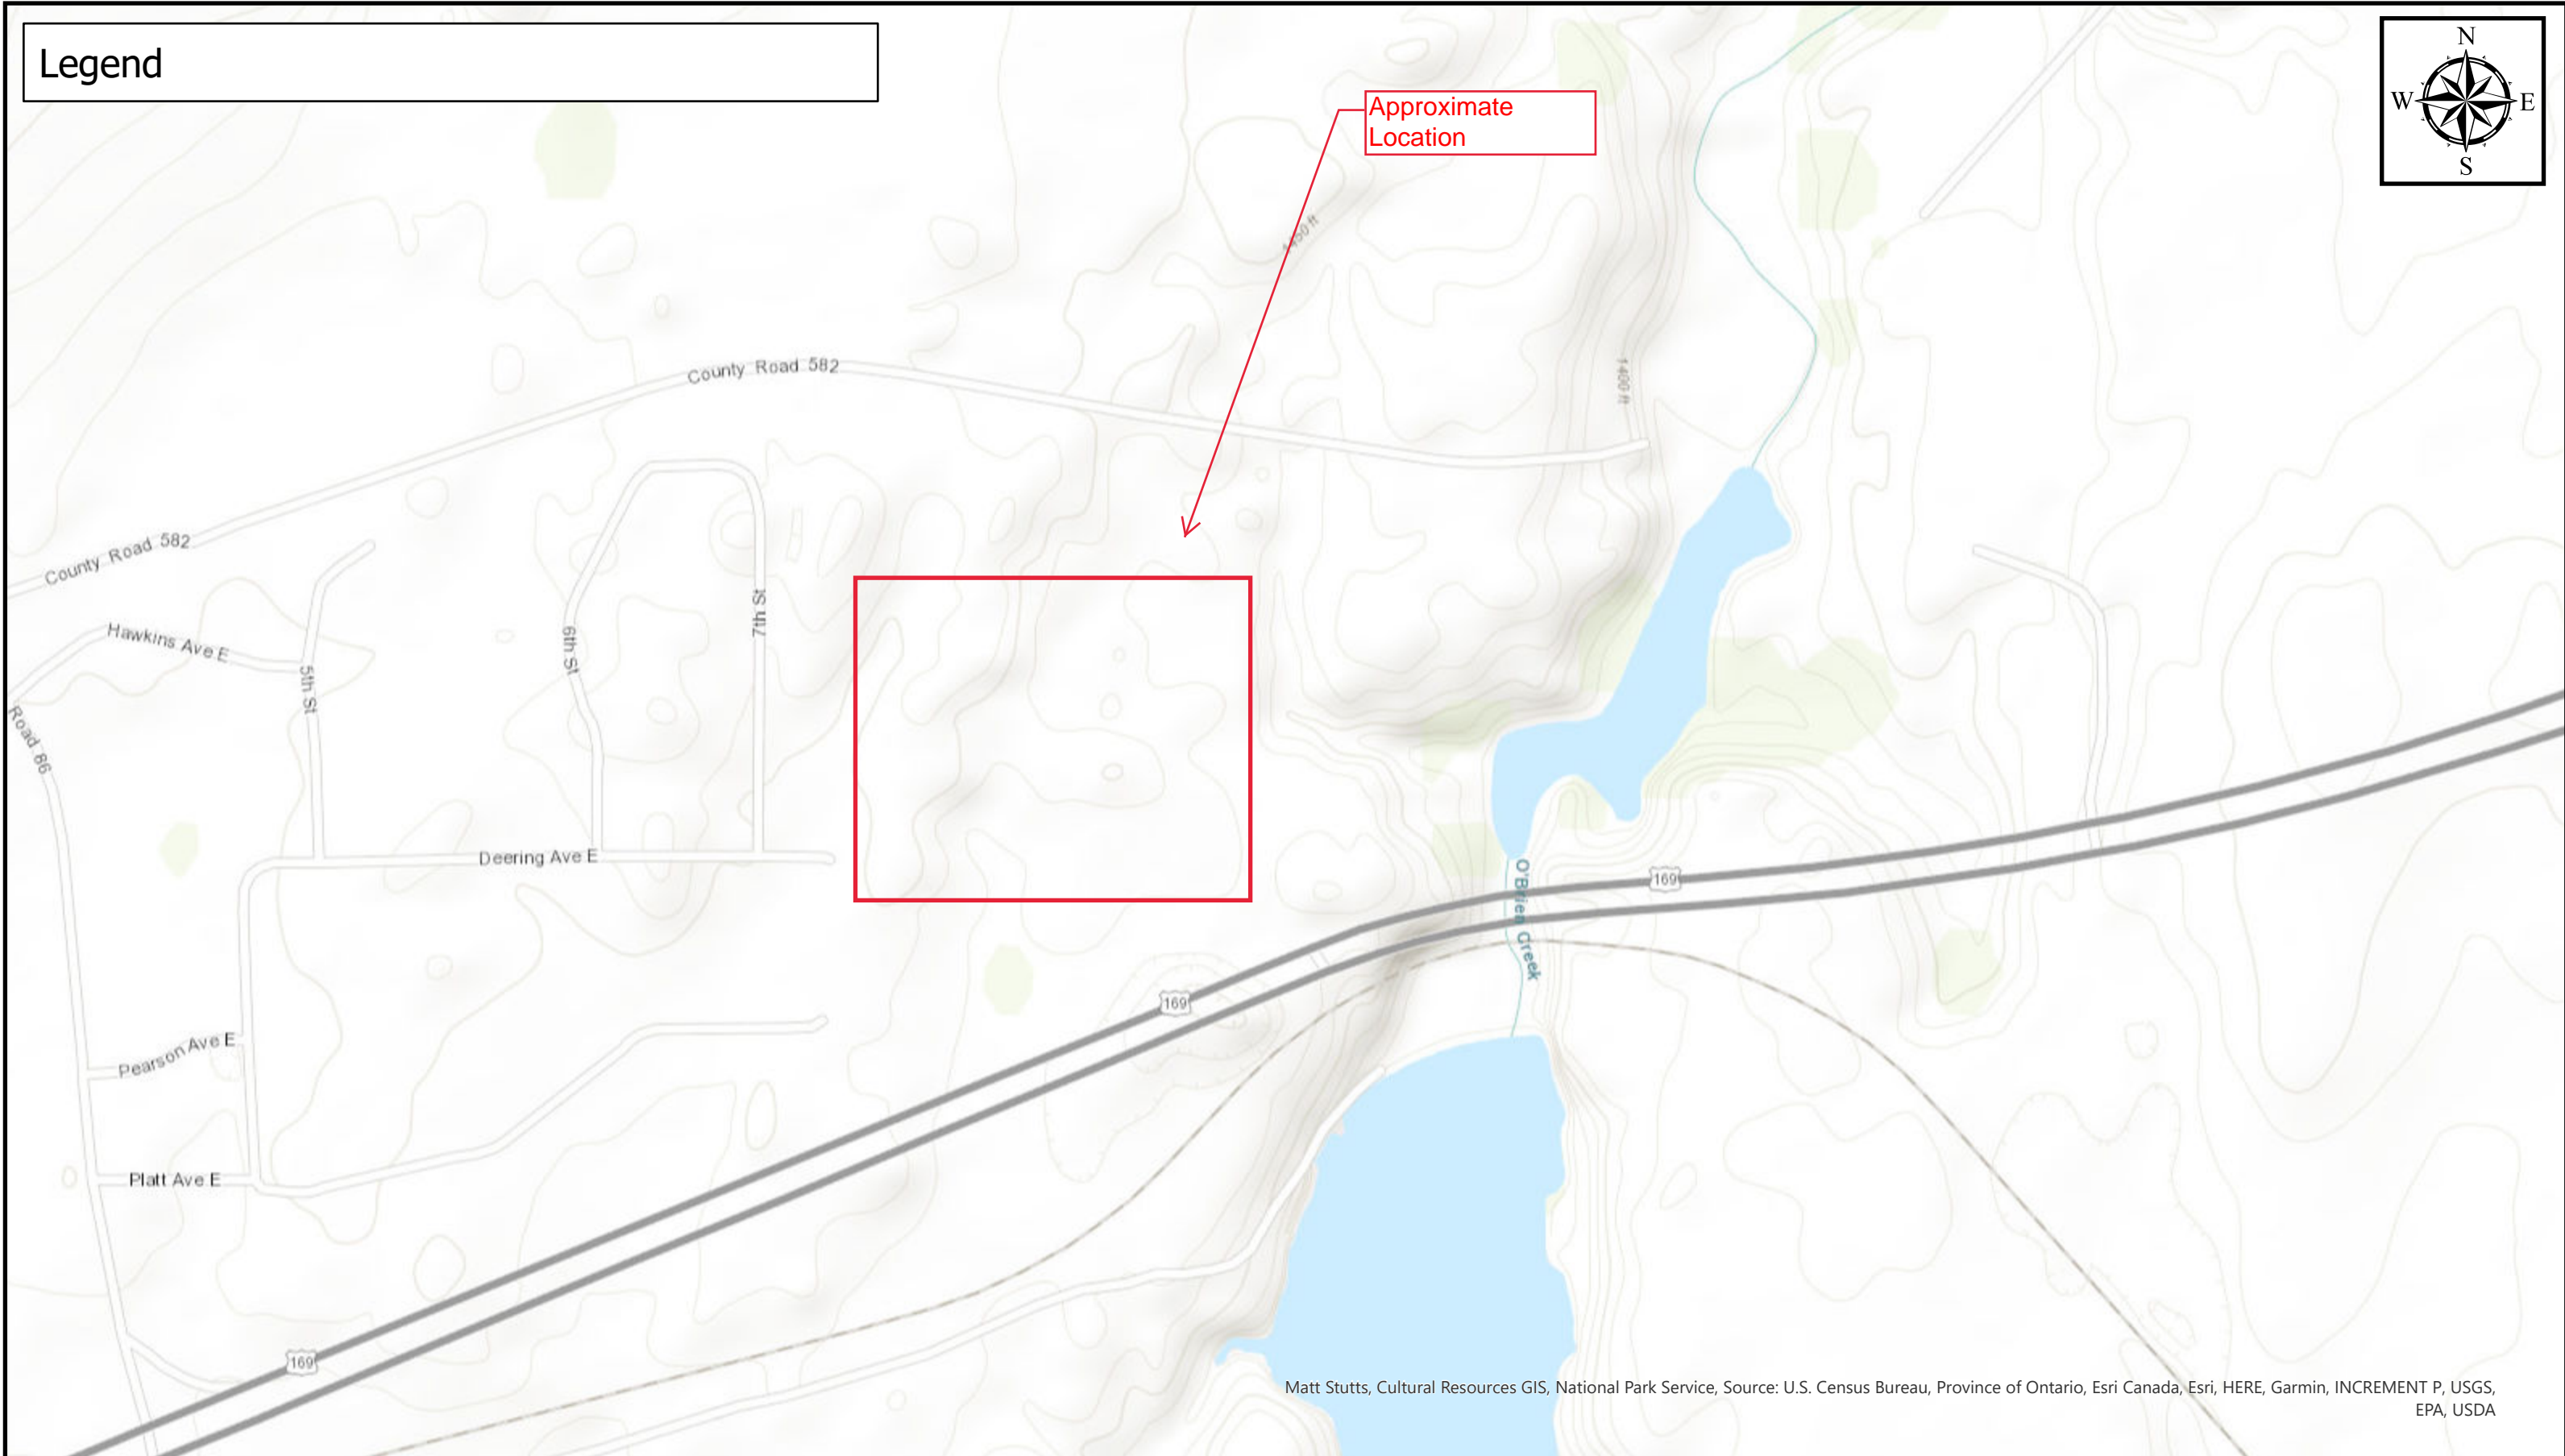 Legend
N
W E
S
Approximate
Location
1450 ft
1400 ft
County Road 582
County Road 582
Hawkins Ave E
5th St
6th St
7th St
Road 86
Deering Ave E
O'Brien Creek
169
169
Pearson Ave E
Platt Ave E
169
Matt Stutts, Cultural Resources GIS, National Park Service, Source: U.S. Census Bureau, Province of Ontario, Esri Canada, Esri, HERE, Garmin, INCREMENT P, USGS,
EPA, USDA